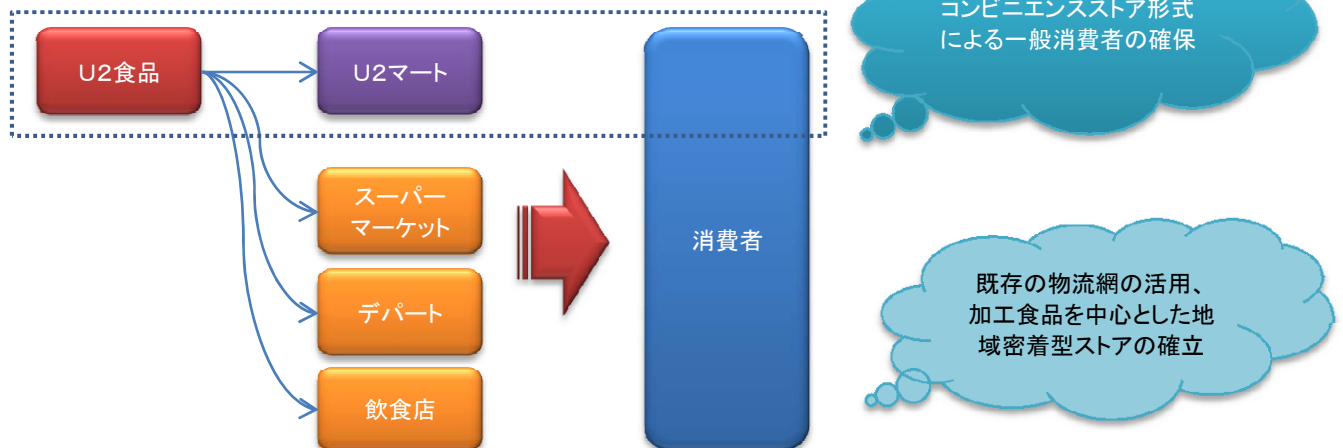 コンビニエンスストア形式
による一般消費者の確保
U2食品
U2マート
スーパー
マーケット
デパート
飲食店
消費者
既存の物流網の活用、
加工食品を中心とした地
域密着型ストアの確立